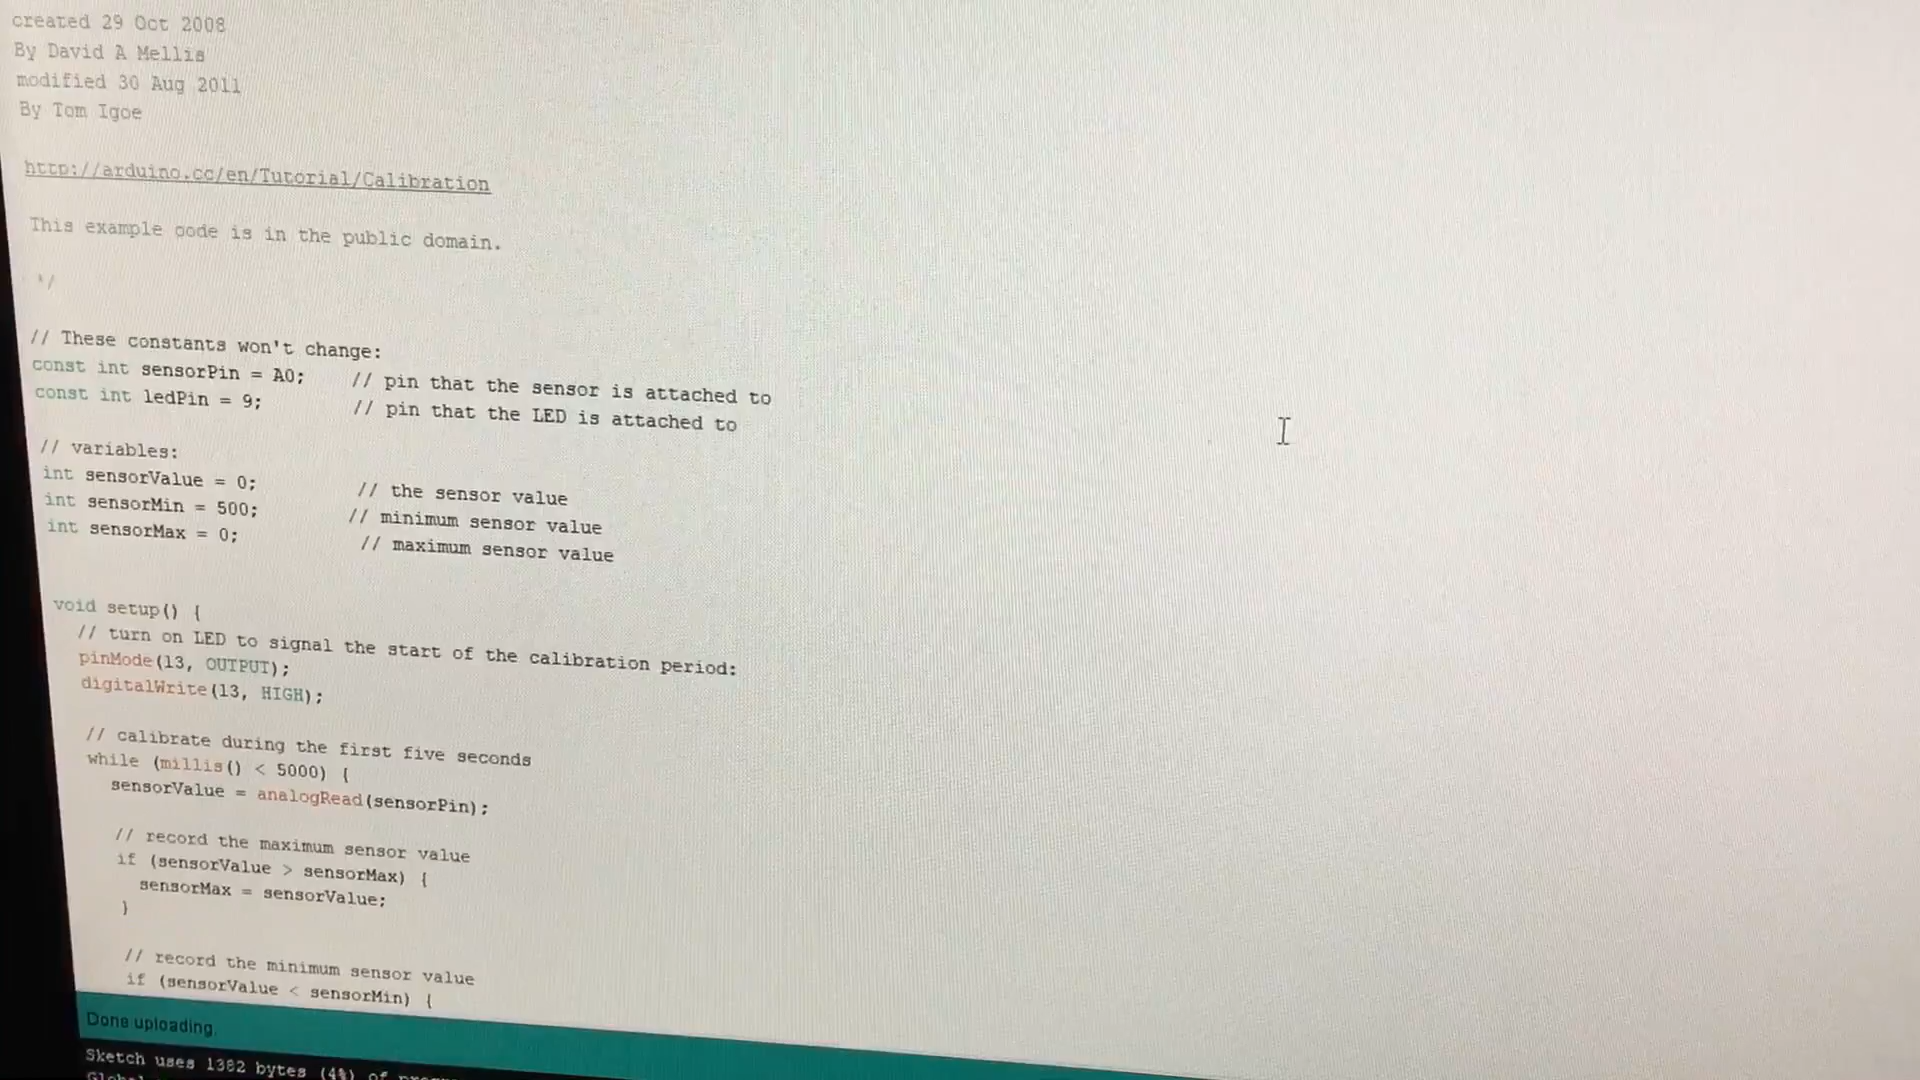 created 29 Oct 2008
By David A Mellis
modified 30 Aug 2011
By Tom Igoe
http://arduino.cc/en/Tutorial/Calibration
This example code is in the public domain.
*/
// These constants won't change:
const int sensorPin = A0;    // pin that the sensor is attached to
const int ledPin = 9;        // pin that the LED is attached to
// variables:
int sensorValue = 0;         // the sensor value
int sensorMin = 500;        // minimum sensor value
int sensorMax = 0;           // maximum sensor value
void setup() {
// turn on LED to signal the start of the calibration period:
pinMode(13, OUTPUT);
digitalWrite(13, HIGH);
// calibrate during the first five seconds
while (millis() < 5000) {
sensorValue = analogRead(sensorPin);
// record the maximum sensor value
if (sensorValue > sensorMax) {
sensorMax = sensorValue;
}
// record the minimum sensor value
if (sensorValue < sensorMin) {
Done uploading.
Sketch uses 1382 bytes (4%) of